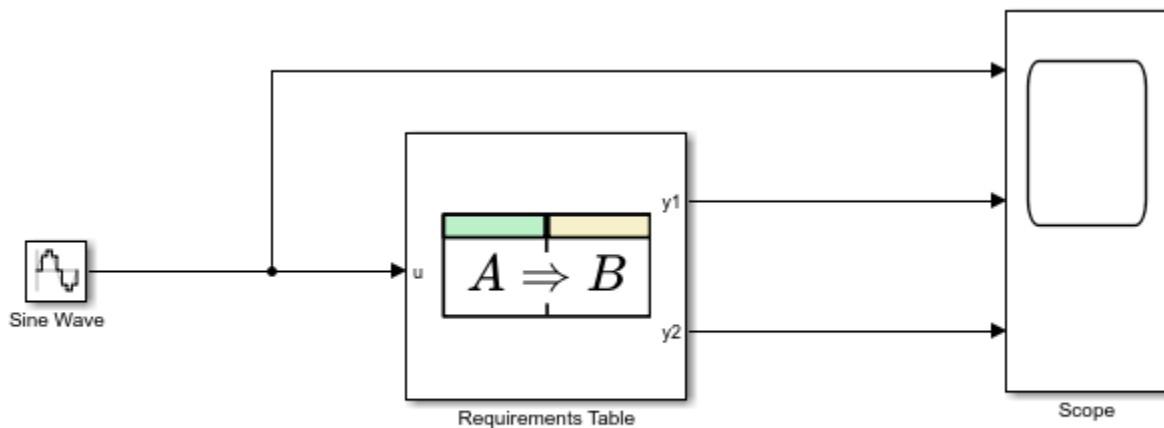 y1
Sine Wave
u
A ⇒ B
y2
Requirements Table
Scope